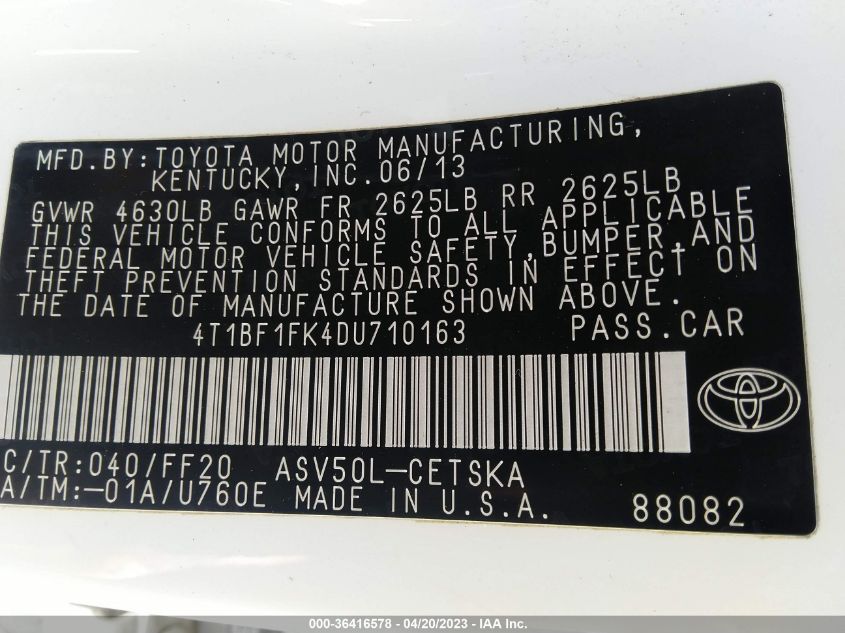 MFD.BY:TOYOTA MOTOR MANUFACTURING,
KENTUCKY,INC.06/13
GVWR 4630LB GAWR FR 2625LB RR 2625LB
THIS VEHICLE CONFORMS TO ALL APPLICABLE
FEDERAL MOTOR VEHICLE SAFETY,BUMPER,AND
THEFT PREVENTION STANDARDS IN EFFECT ON
THE DATE OF MANUFACTURE SHOWN ABOVE.
4T1BF1FK4DU710163 PASS.CAR
C/TR:040/FF20 ASV50L-CETSKA
A/TM:-01A/U760E MADE IN U.S.A. 88082
000-36416578 - 04/20/2023 - IAA Inc.